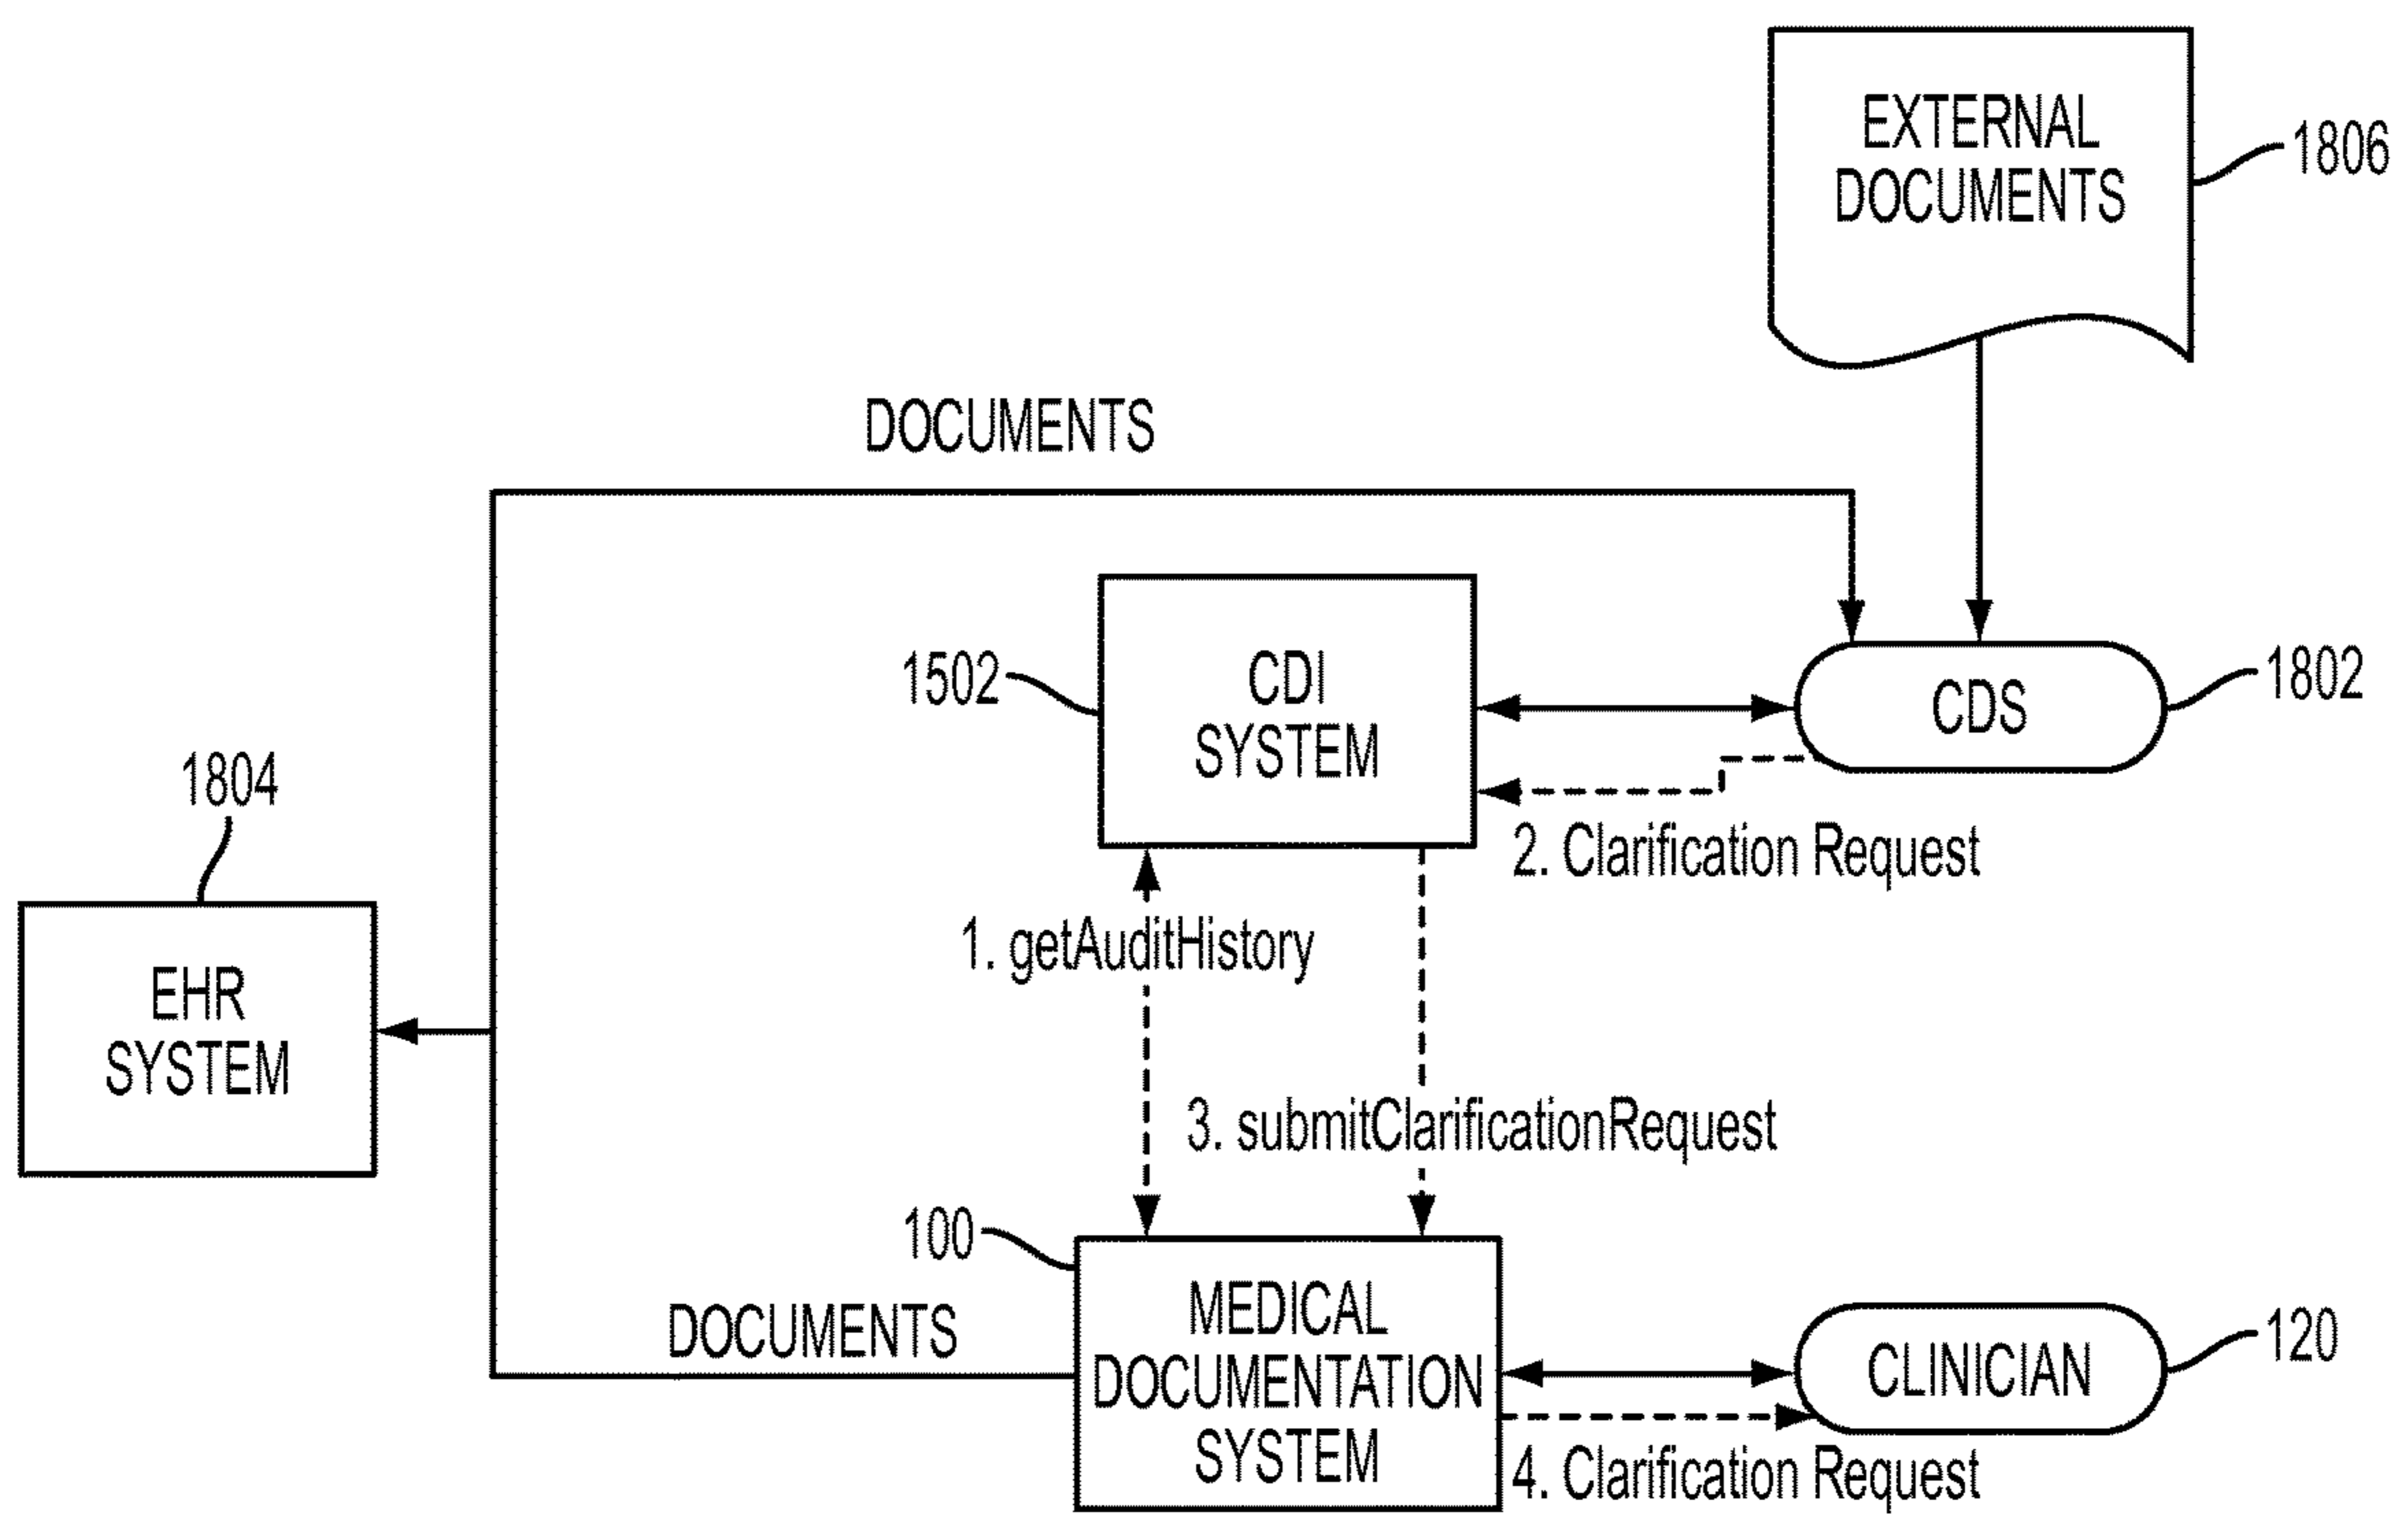 EXTERNAL
DOCUMENTS
1806
DOCUMENTS
1502
CDI
SYSTEM
CDS
1802
2. Clarification Request
1804
EHR
SYSTEM
1. getAuditHistory
3. submitClarificationRequest
100
DOCUMENTS
MEDICAL
DOCUMENTATION
SYSTEM
CLINICIAN
120
4. Clarification Request